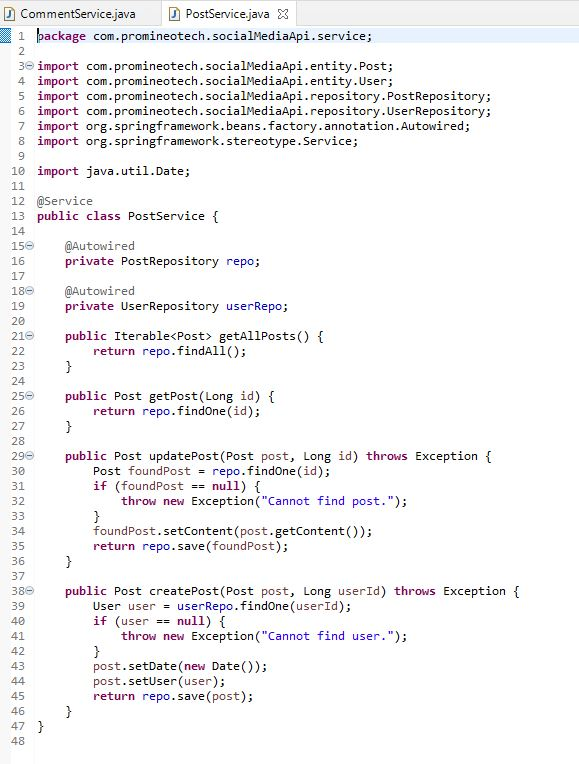 CommentService.java PostService.java
1 package com.promineotech.socialMediaApi.service;
2
3 import com.promineotech.socialMediaApi.entity.Post;
4 import com.promineotech.socialMediaApi.entity.User;
5 import com.promineotech.socialMediaApi.repository.PostRepository;
6 import com.promineotech.socialMediaApi.repository.UserRepository;
7 import org.springframework.beans.factory.annotation.Autowired;
8 import org.springframework.stereotype.Service;
9
10 import java.util.Date;
11
12 @Service
13 public class PostService {
14
15     @Autowired
16     private PostRepository repo;
17
18     @Autowired
19     private UserRepository userRepo;
20
21     public Iterable<Post> getAllPosts() {
22         return repo.findAll();
23     }
24
25     public Post getPost(Long id) {
26         return repo.findOne(id);
27     }
28
29     public Post updatePost(Post post, Long id) throws Exception {
30         Post foundPost = repo.findOne(id);
31         if (foundPost == null) {
32             throw new Exception("Cannot find post.");
33         }
34         foundPost.setContent(post.getContent());
35         return repo.save(foundPost);
36     }
37
38     public Post createPost(Post post, Long userId) throws Exception {
39         User user = userRepo.findOne(userId);
40         if (user == null) {
41             throw new Exception("Cannot find user.");
42         }
43         post.setDate(new Date());
44         post.setUser(user);
45         return repo.save(post);
46     }
47 }
48